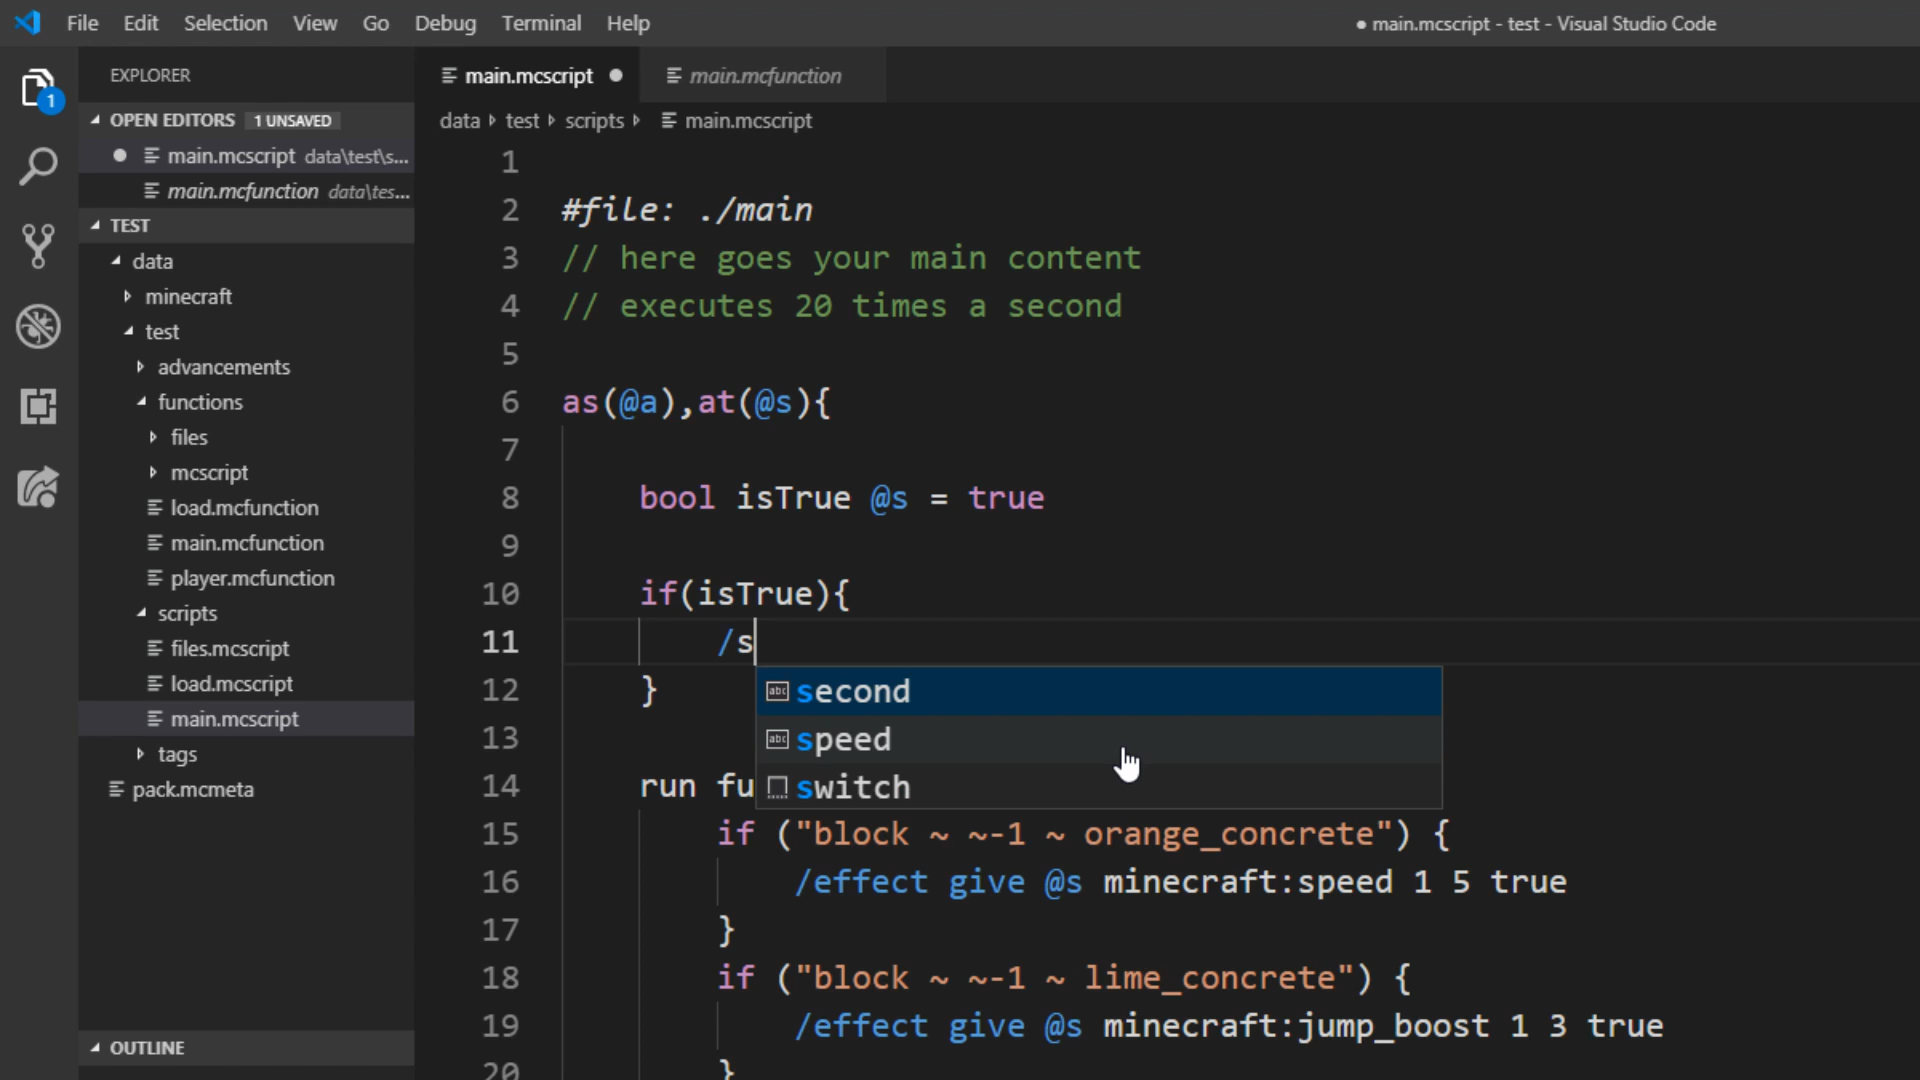 File Edit Selection View Go Debug Terminal Help
● main.mcscript - test - Visual Studio Code
1
EXPLORER
OPEN EDITORS 1 UNSAVED
main.mcscript data\test\s...
main.mcfunction data\tes...
TEST
data
minecraft
test
advancements
functions
files
mcscript
load.mcfunction
main.mcfunction
player.mcfunction
scripts
files.mcscript
load.mcscript
main.mcscript
tags
pack.mcmeta
OUTLINE
main.mcscript ● main.mcfunction
data test scripts main.mcscript
1
2 #file: ./main
3 // here goes your main content
4 // executes 20 times a second
5
6 as(@a),at(@s){
7
8 bool isTrue @s = true
9
10 if(isTrue){
11 /s
12 }
abc second
13
abc speed
14 run fu
switch
15 if ("block ~ ~-1 ~ orange_concrete") {
16 /effect give @s minecraft:speed 1 5 true
17 }
18 if ("block ~ ~-1 ~ lime_concrete") {
19 /effect give @s minecraft:jump_boost 1 3 true
20 }